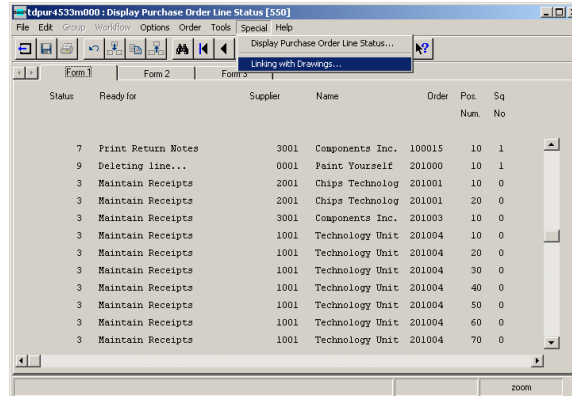 tdpur4533m000 : Display Purchase Order Line Status [550]
File Edit Group Workflow Options Order Tools Special Help
Display Purchase Order Line Status...
Linking with Drawings...
Form 1 Form 2 Form 3
Status Ready for Supplier Name Order Pos. Sq
Num. No
7 Print Return Notes 3001 Components Inc. 100015 10 1
9 Deleting line... 0001 Paint Yourself 201000 10 1
3 Maintain Receipts 2001 Chips Technolog 201001 10 0
3 Maintain Receipts 2001 Chips Technolog 201001 20 0
3 Maintain Receipts 3001 Components Inc. 201003 10 0
3 Maintain Receipts 1001 Technology Unit 201004 10 0
3 Maintain Receipts 1001 Technology Unit 201004 20 0
3 Maintain Receipts 1001 Technology Unit 201004 30 0
3 Maintain Receipts 1001 Technology Unit 201004 40 0
3 Maintain Receipts 1001 Technology Unit 201004 50 0
3 Maintain Receipts 1001 Technology Unit 201004 60 0
3 Maintain Receipts 1001 Technology Unit 201004 70 0
zoom